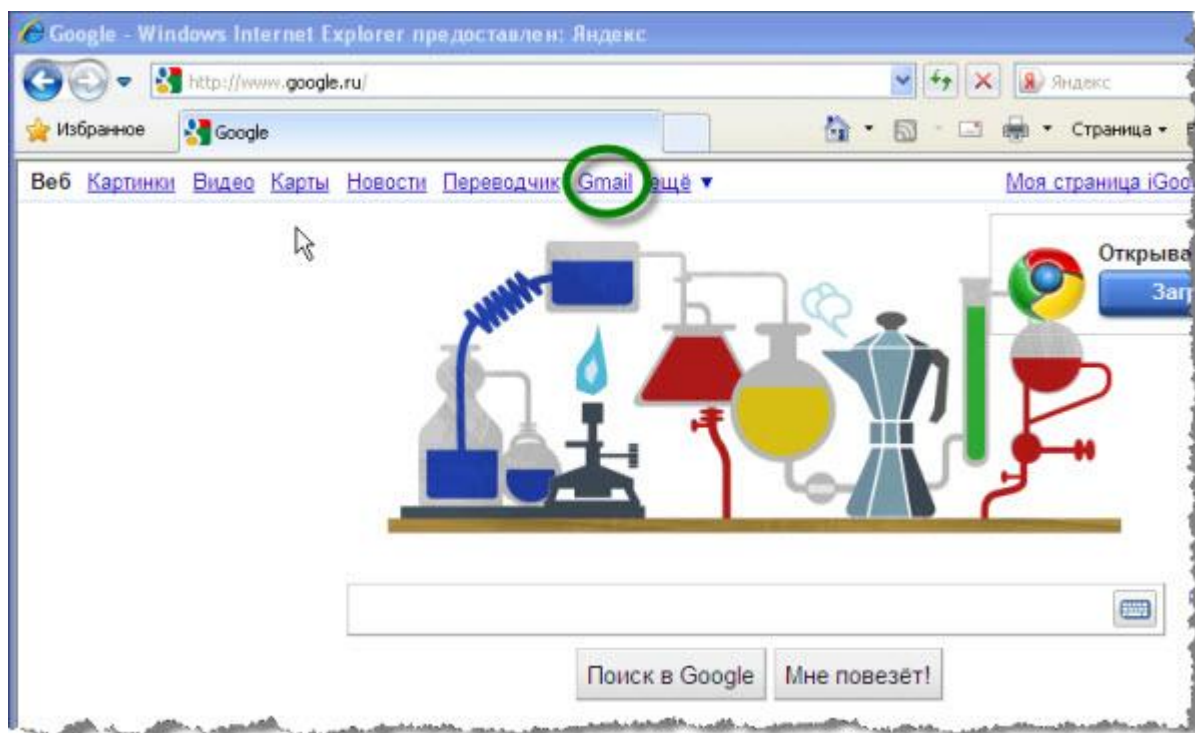 Google - Windows Internet Explorer предоставлен: Яндекс
http://www.google.ru/
Яндекс
Избранное
Google
Страница
Веб Картинки Видео Карты Новости Переводчик Gmail ещё ▼
Моя страница iGoo
Открыва
Заг
Поиск в Google
Мне повезёт!